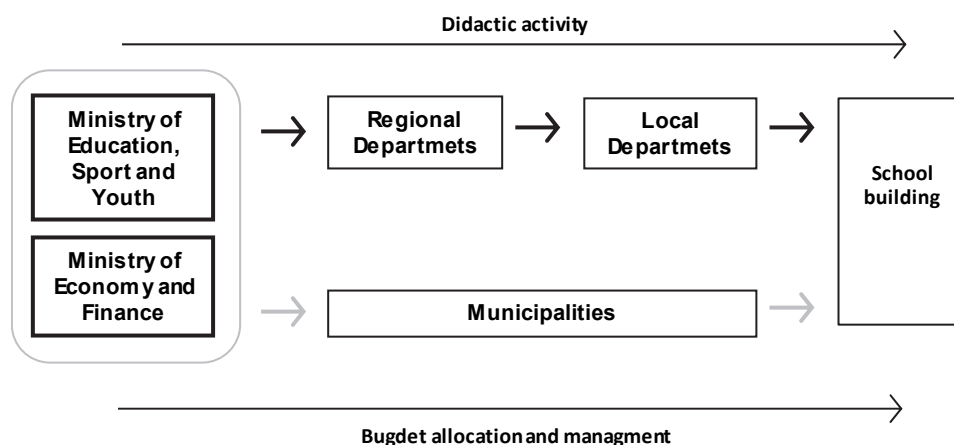 Didactic activity
Ministry of
Education,
Sport and
Youth
Regional
Departmets
Local
Departmets
School
building
Ministry of
Economy and
Finance
Municipalities
Bugdet allocation and managment